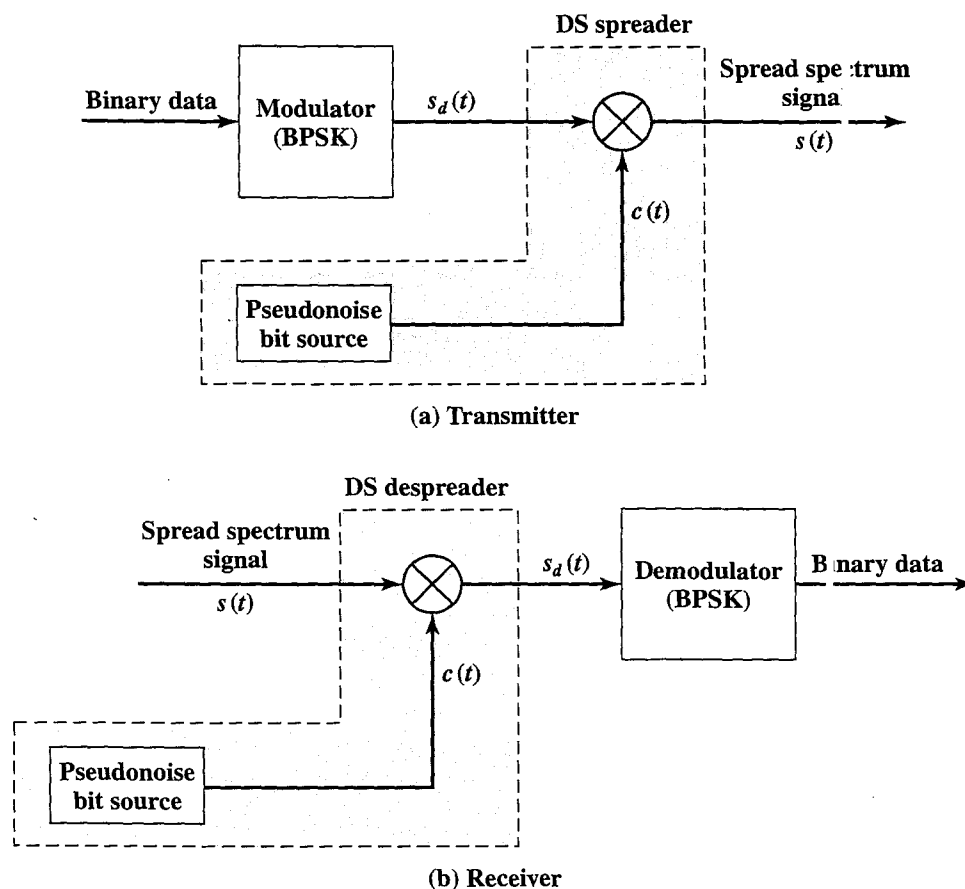 DS spreader
Spread spe trum
signa
Binary data
Modulator
(BPSK)
s_d(t)
s(t)
c(t)
Pseudonoise
bit source
(a) Transmitter
DS despreader
Spread spectrum
signal
s(t)
s_d(t)
Demodulator
(BPSK)
B nary data
c(t)
Pseudonoise
bit source
(b) Receiver